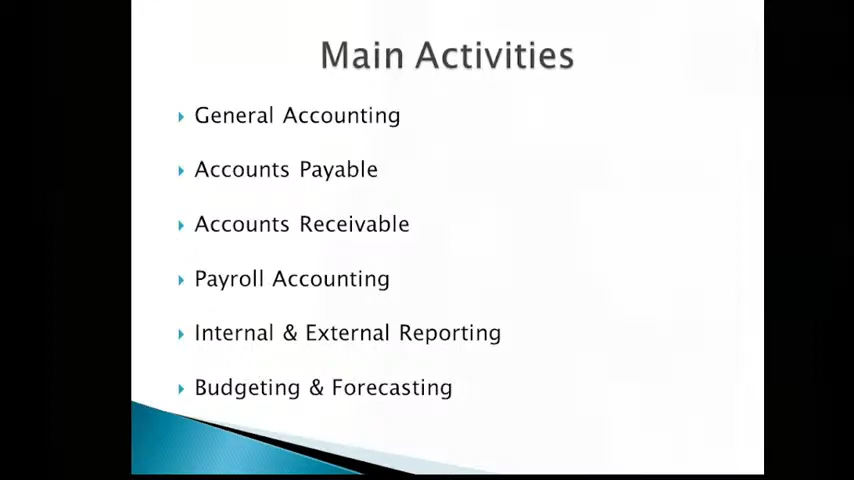 Main Activities
General Accounting
Accounts Payable
Accounts Receivable
Payroll Accounting
Internal & External Reporting
Budgeting & Forecasting